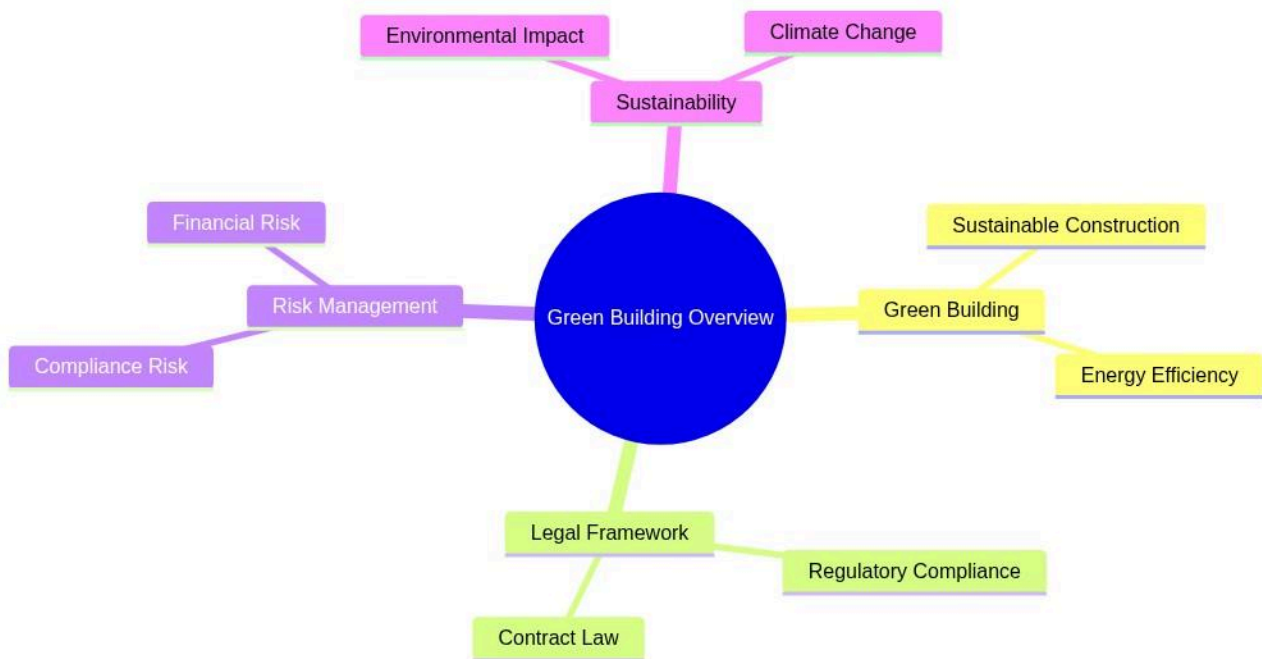 Environmental Impact
Climate Change
Sustainability
Financial Risk
Sustainable Construction
Risk Management
Green Building Overview
Green Building
Compliance Risk
Energy Efficiency
Legal Framework
Regulatory Compliance
Contract Law